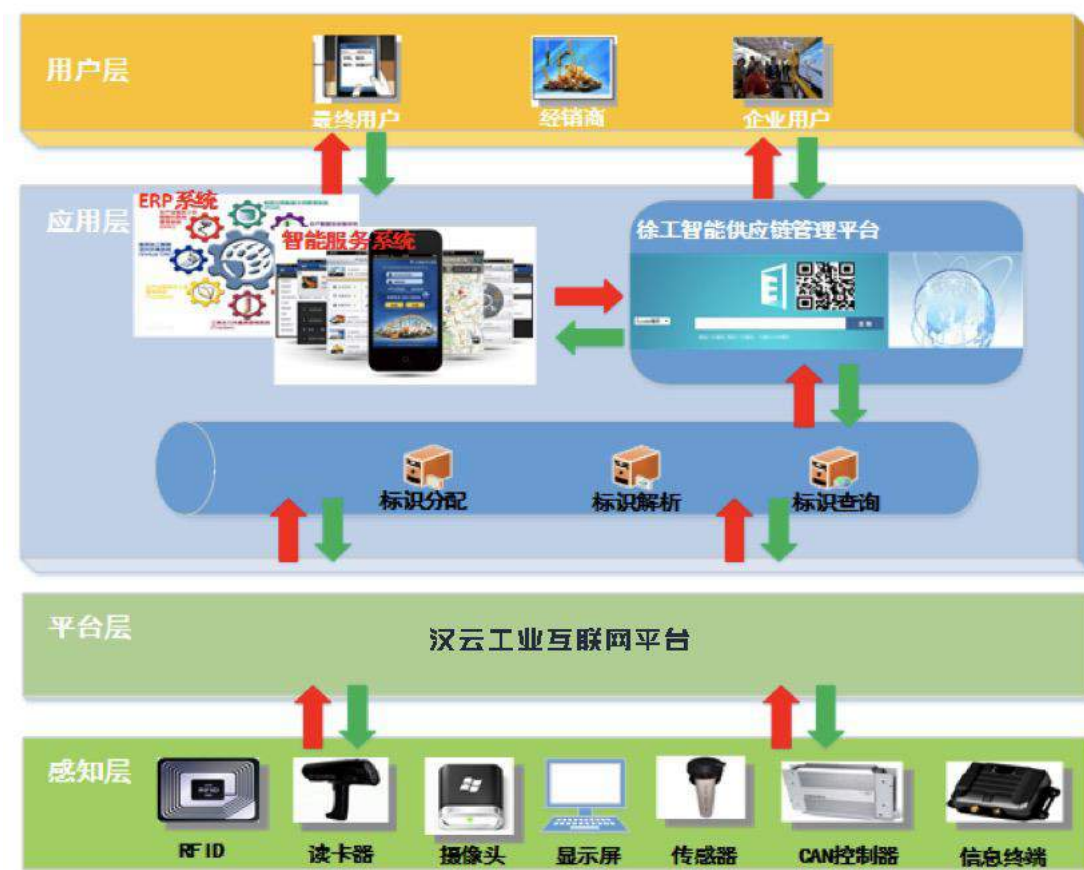 用户层
最终用户
经销商
企业用户
应用层
ERP系统
智能服务系统
徐工智能供应链管理平台
标识分配
标识解析
标识查询
平台层
汉云工业互联网平台
感知层
RFID
RFID
读卡器
摄像头
显示屏
传感器
CAN控制器
信息终端